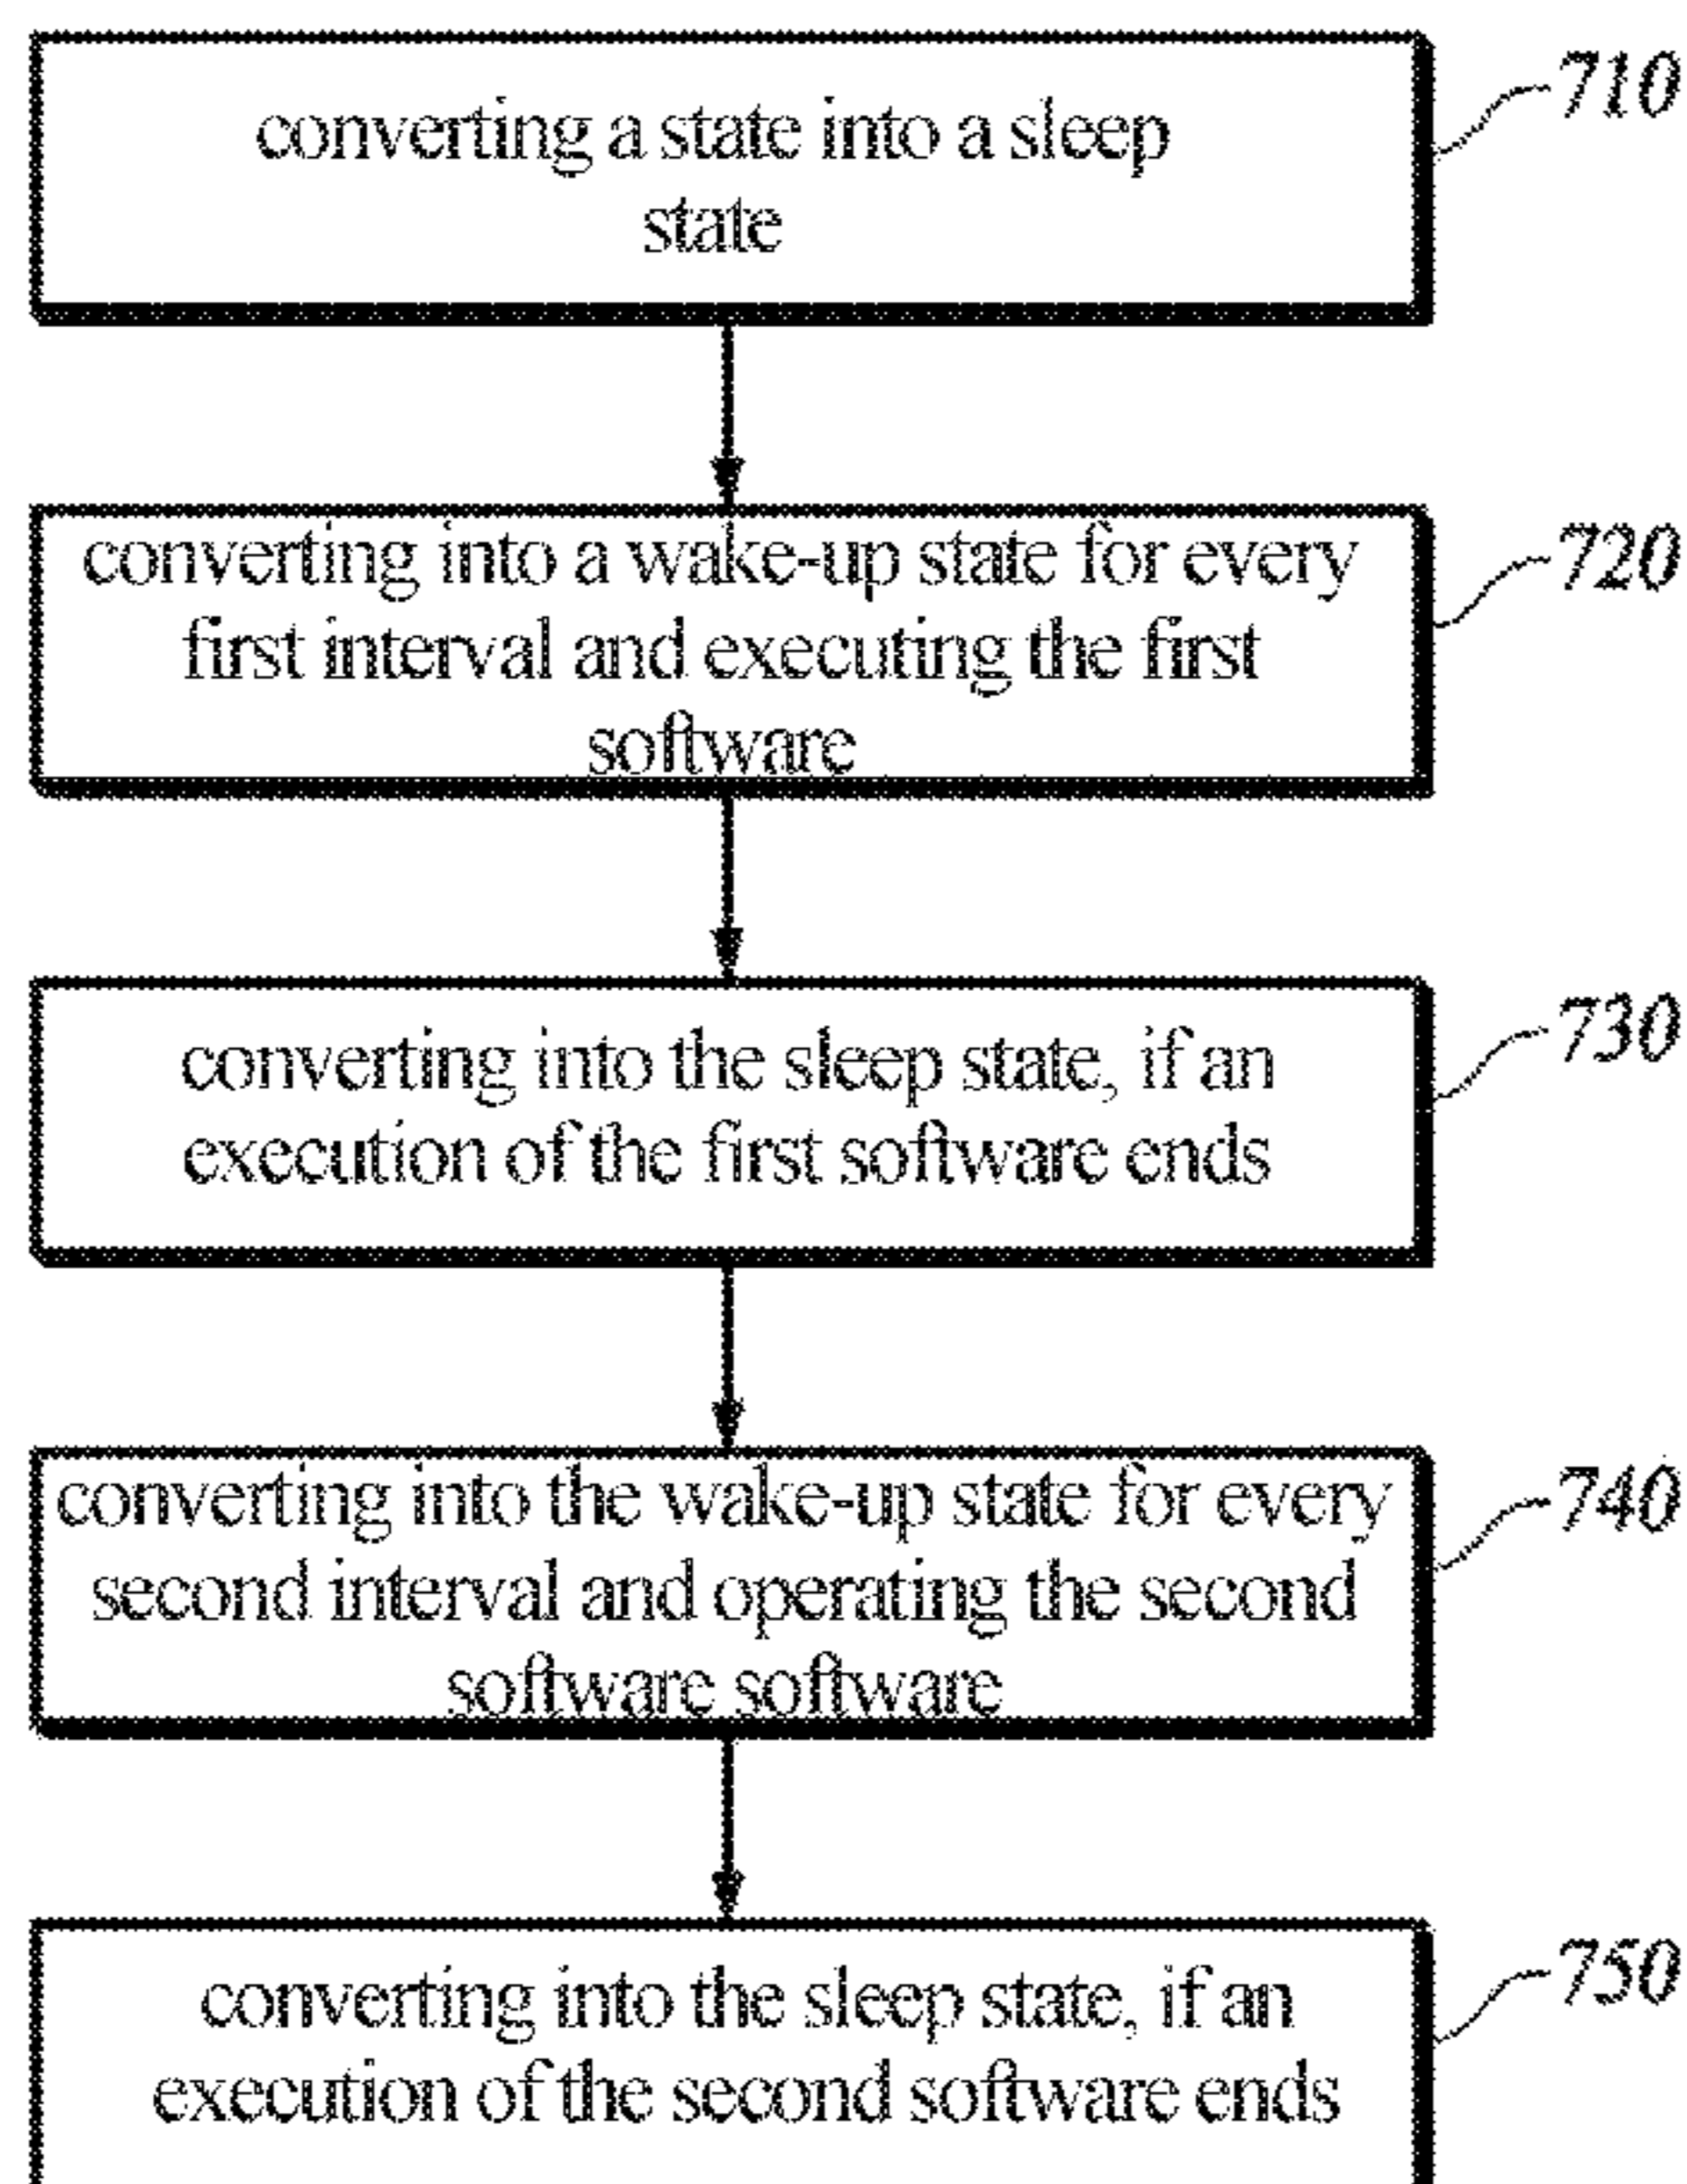 converting a state into a sleep
state
710
converting into a wake-up state for every
first interval and executing the first
software
720
converting into the sleep state, if an
execution of the first software ends
730
converting into the wake-up state for every
second interval and operating the second
software software
740
converting into the sleep state, if an
execution of the second software ends
750